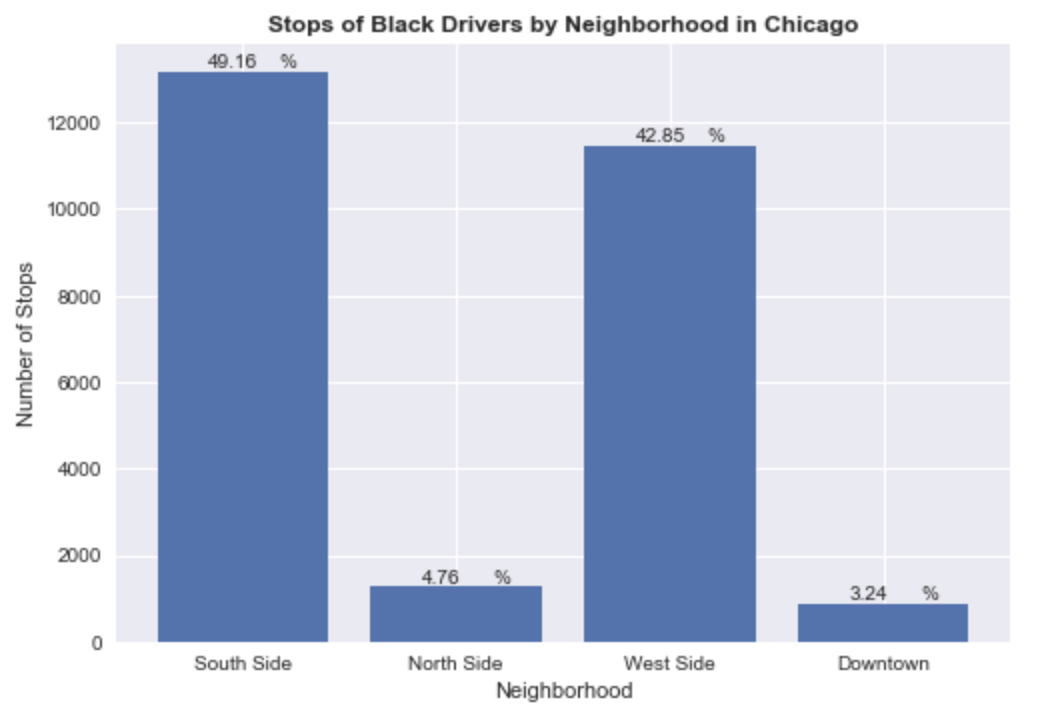 Stops of Black Drivers by Neighborhood in Chicago
49.16 %
42.85 %
4.76 %
3.24 %
12000
10000
8000
6000
4000
2000
0
Number of Stops
South Side North Side West Side Downtown
Neighborhood